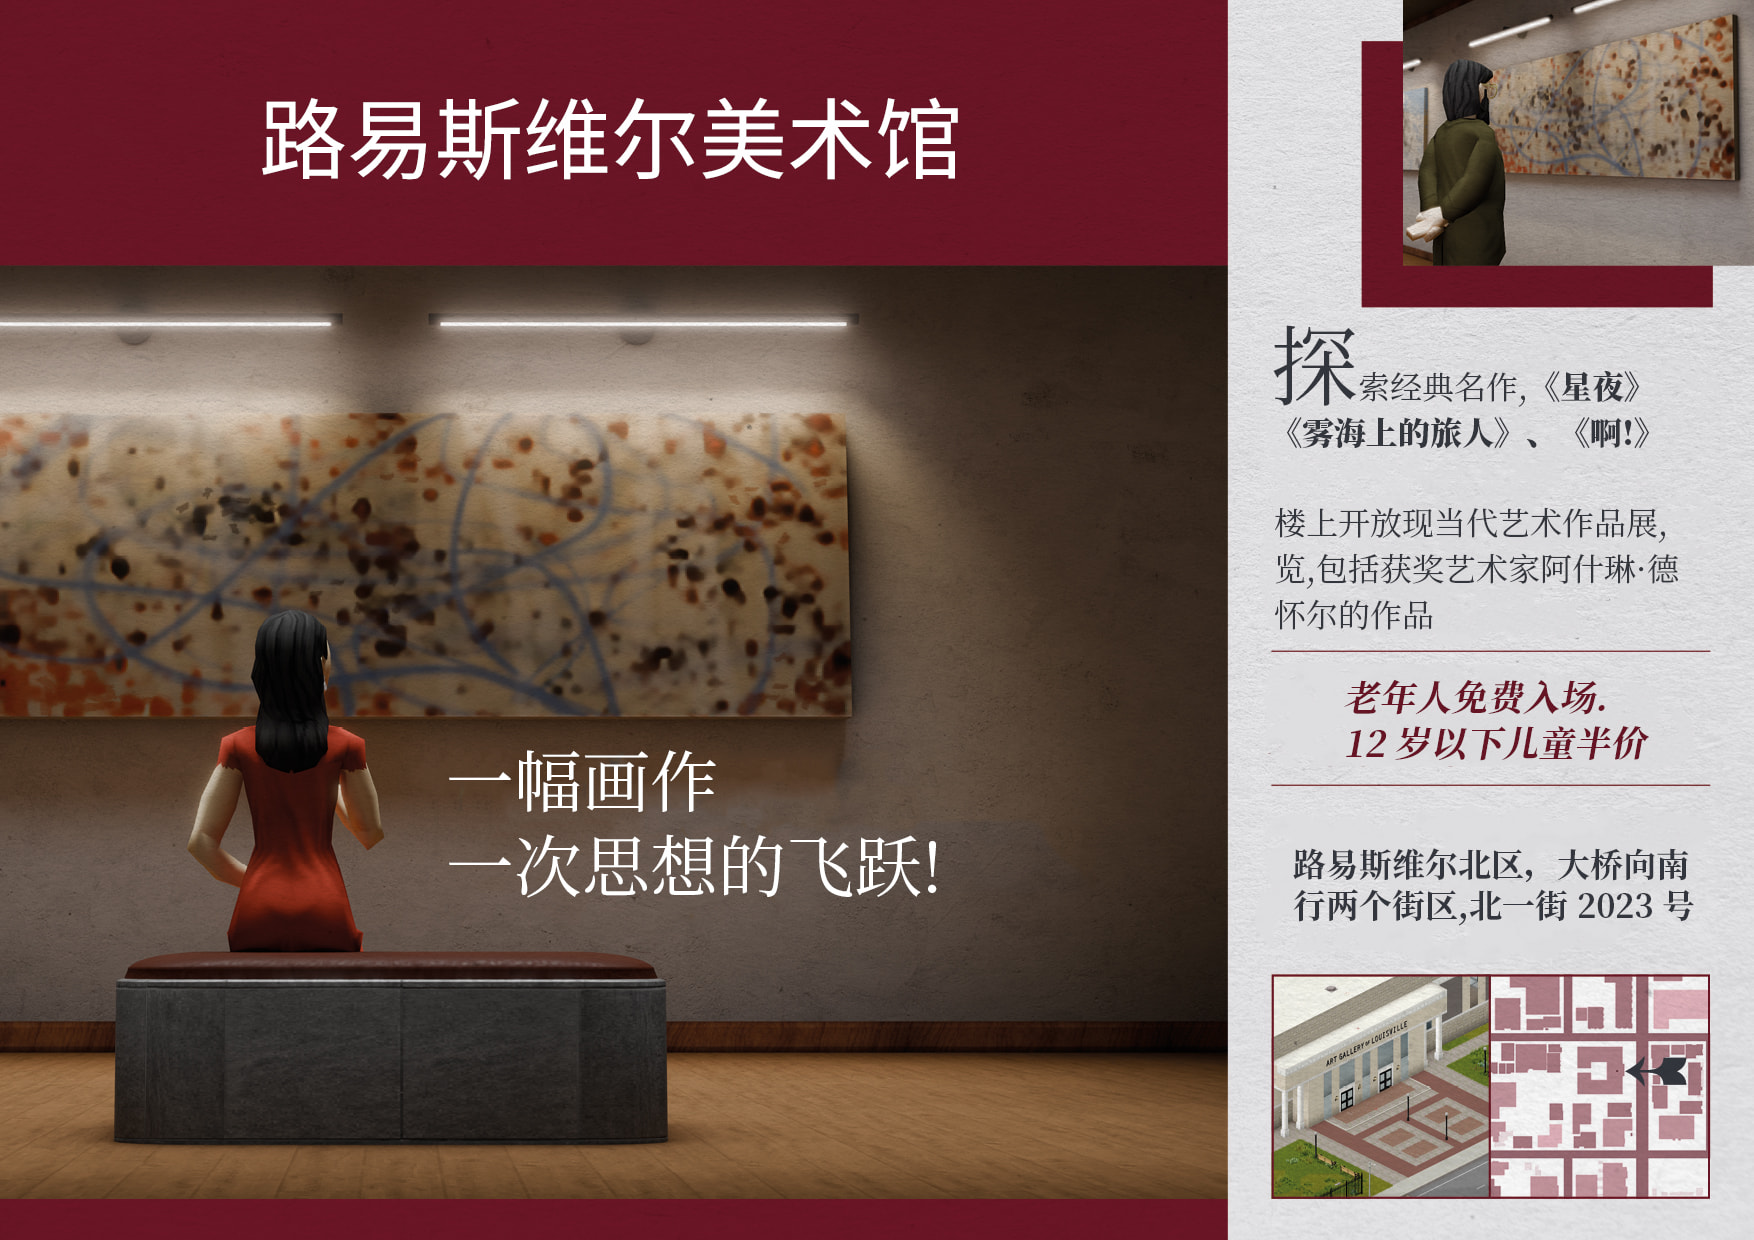 路易斯维尔美术馆
一幅画作
一次思想的飞跃!
探索经典名作,《星夜》
《雾海上的旅人》、《啊!》
楼上开放现当代艺术作品展,
览,包括获奖艺术家阿什琳·德
怀尔的作品
老年人免费入场.
12 岁以下儿童半价
路易斯维尔北区，大桥向南
行两个街区,北一街 2023 号
ART GALLERY OF LOUISVILLE